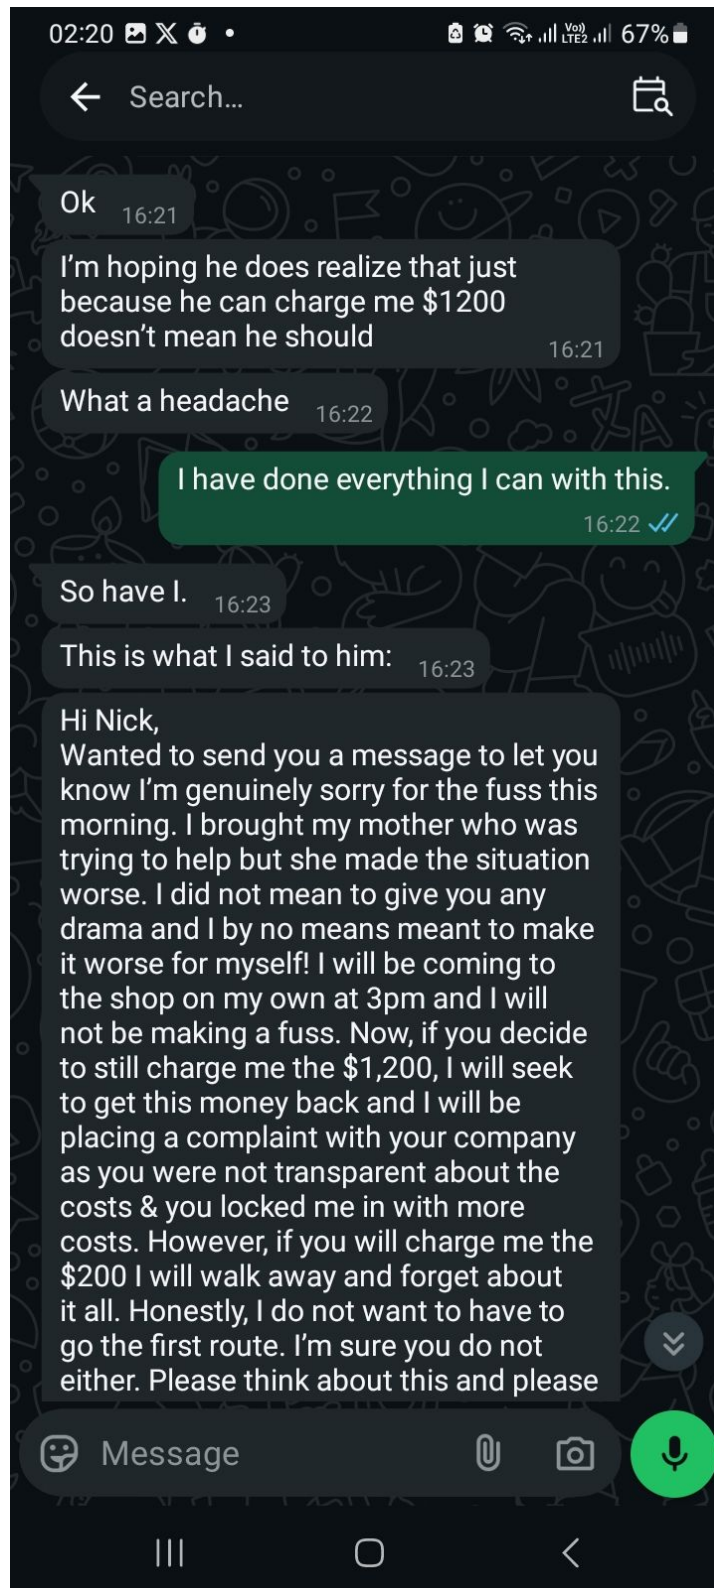 02:20
Vo))
LTE2
67%
Search...
Ok
16:21
I'm hoping he does realize that just
because he can charge me $1200
doesn't mean he should
16:21
What a headache
16:22
I have done everything I can with this.
16:22
So have I.
16:23
This is what I said to him:
16:23
Hi Nick,
Wanted to send you a message to let you
know I'm genuinely sorry for the fuss this
morning. I brought my mother who was
trying to help but she made the situation
worse. I did not mean to give you any
drama and I by no means meant to make
it worse for myself! I will be coming to
the shop on my own at 3pm and I will
not be making a fuss. Now, if you decide
to still charge me the $1,200, I will seek
to get this money back and I will be
placing a complaint with your company
as you were not transparent about the
costs & you locked me in with more
costs. However, if you will charge me the
$200 I will walk away and forget about
it all. Honestly, I do not want to have to
go the first route. I'm sure you do not
either. Please think about this and please
Message